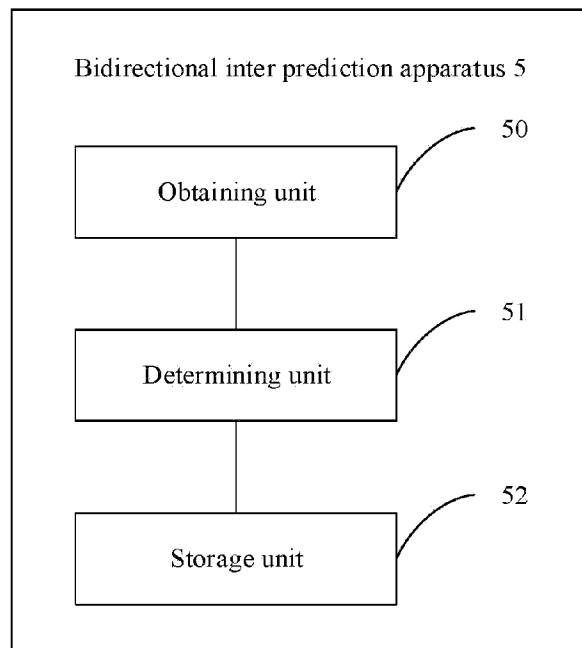 Bidirectional inter prediction apparatus 5
50
Obtaining unit
51
Determining unit
52
Storage unit